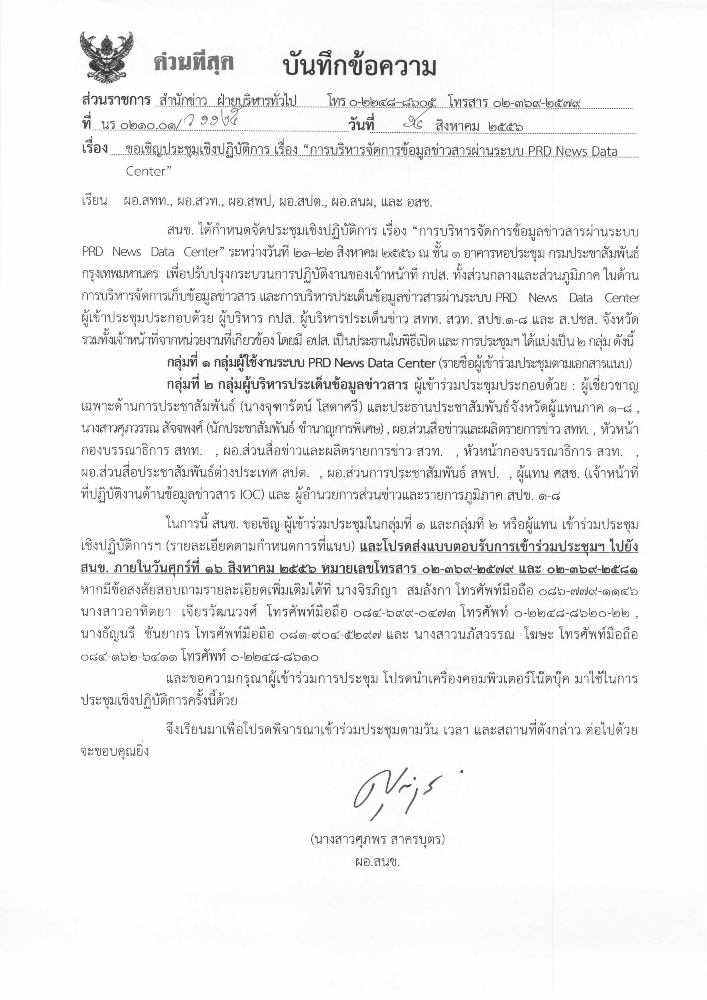 ด่วนที่สุด บันทึกข้อความ
ส่วนราชการ สำนักข่าว ฝ่ายบริหารทั่วไป โทร ๐-๒๒๔๘-๘๖๐๕ โทรสาร ๐๒-๓๖๙-๒๕๗๙
ที่ นร ๐๒๑๐.๐๑/ วันที่ สิงหาคม ๒๕๕๖
เรื่อง ขอเชิญประชุมเชิงปฏิบัติการ เรื่อง “การบริหารจัดการข้อมูลข่าวสารผ่านระบบ PRD News Data
Center”
เรียน ผอ.สทท., ผอ.สวท., ผอ.สพป, ผอ.สปต., ผอ.สนผ, และ อสช.
สนข. ได้กำหนดจัดประชุมเชิงปฏิบัติการ เรื่อง “การบริหารจัดการข้อมูลข่าวสารผ่านระบบ
PRD News Data Center” ระหว่างวันที่ ๒๑–๒๒ สิงหาคม ๒๕๕๖ ณ ชั้น ๑ อาคารหอประชุม กรมประชาสัมพันธ์
กรุงเทพมหานคร เพื่อปรับปรุงกระบวนการปฏิบัติงานของเจ้าหน้าที่ กปส. ทั้งส่วนกลางและส่วนภูมิภาค ในด้าน
การบริหารจัดการเก็บข้อมูลข่าวสาร และการบริหารประเด็นข้อมูลข่าวสารผ่านระบบ PRD News Data Center
ผู้เข้าประชุมประกอบด้วย ผู้บริหาร กปส. ผู้บริหารประเด็นข่าว สทท. สวท. สปข.๑-๘ และ ส.ปชส. จังหวัด
รวมทั้งเจ้าหน้าที่จากหน่วยงานที่เกี่ยวข้อง โดยมี อปส. เป็นประธานในพิธีเปิด และ การประชุมฯ ได้แบ่งเป็น ๒ กลุ่ม ดังนี้
กลุ่มที่ ๑ กลุ่มผู้ใช้งานระบบ PRD News Data Center (รายชื่อผู้เข้าร่วมประชุมตามเอกสารแนบ)
กลุ่มที่ ๒ กลุ่มผู้บริหารประเด็นข้อมูลข่าวสาร ผู้เข้าร่วมประชุมประกอบด้วย : ผู้เชี่ยวชาญ
เฉพาะด้านการประชาสัมพันธ์ (นางจุฑารัตน์ โสดาศรี) และประธานประชาสัมพันธ์จังหวัดผู้แทนภาค ๑–๘ ,
นางสาวศุภวรรณ สัจจพงศ์ (นักประชาสัมพันธ์ ชำนาญการพิเศษ) , ผอ.ส่วนสื่อข่าวและผลิตรายการข่าว สทท. , หัวหน้า
กองบรรณาธิการ สทท. , ผอ.ส่วนสื่อข่าวและผลิตรายการข่าว สวท. , หัวหน้ากองบรรณาธิการ สวท. ,
ผอ.ส่วนสื่อประชาสัมพันธ์ต่างประเทศ สปต. , ผอ.ส่วนการประชาสัมพันธ์ สพป. , ผู้แทน ศสช. (เจ้าหน้าที่
ที่ปฏิบัติงานด้านข้อมูลข่าวสาร IOC) และ ผู้อำนวยการส่วนข่าวและรายการภูมิภาค สปข. ๑-๘
ในการนี้ สนข. ขอเชิญ ผู้เข้าร่วมประชุมในกลุ่มที่ ๑ และกลุ่มที่ ๒ หรือผู้แทน เข้าร่วมประชุม
เชิงปฏิบัติการฯ (รายละเอียดตามกำหนดการที่แนบ) และโปรดส่งแบบตอบรับการเข้าร่วมประชุมฯ ไปยัง
สนข. ภายในวันศุกร์ที่ ๑๖ สิงหาคม ๒๕๕๖ หมายเลขโทรสาร ๐๒-๓๖๙-๒๕๗๙ และ ๐๒-๓๖๙-๒๕๘๑
หากมีข้อสงสัยสอบถามรายละเอียดเพิ่มเติมได้ที่ นางจิรภิญา สมลังกา โทรศัพท์มือถือ ๐๘๖-๗๗๙-๑๑๔๖
นางสาวอาทิตยา เจียรวัฒนวงศ์ โทรศัพท์มือถือ ๐๘๔-๖๙๙-๐๔๗๓ โทรศัพท์ ๐-๒๒๔๘-๘๖๒๐-๒๒ ,
นางธัญนรี ชันยากร โทรศัพท์มือถือ ๐๘๑-๙๐๔-๕๒๙๗ และ นางสาวนภัสวรรณ โฆษะ โทรศัพท์มือถือ
๐๘๔-๑๖๒-๖๔๑๑ โทรศัพท์ ๐-๒๒๔๘-๘๖๑๐
และขอความกรุณาผู้เข้าร่วมการประชุม โปรดนำเครื่องคอมพิวเตอร์โน๊ตบุ๊ค มาใช้ในการ
ประชุมเชิงปฏิบัติการครั้งนี้ด้วย
จึงเรียนมาเพื่อโปรดพิจารณาเข้าร่วมประชุมตามวัน เวลา และสถานที่ดังกล่าว ต่อไปด้วย
จะขอบคุณยิ่ง
(นางสาวศุภพร สาครบุตร)
ผอ.สนข.